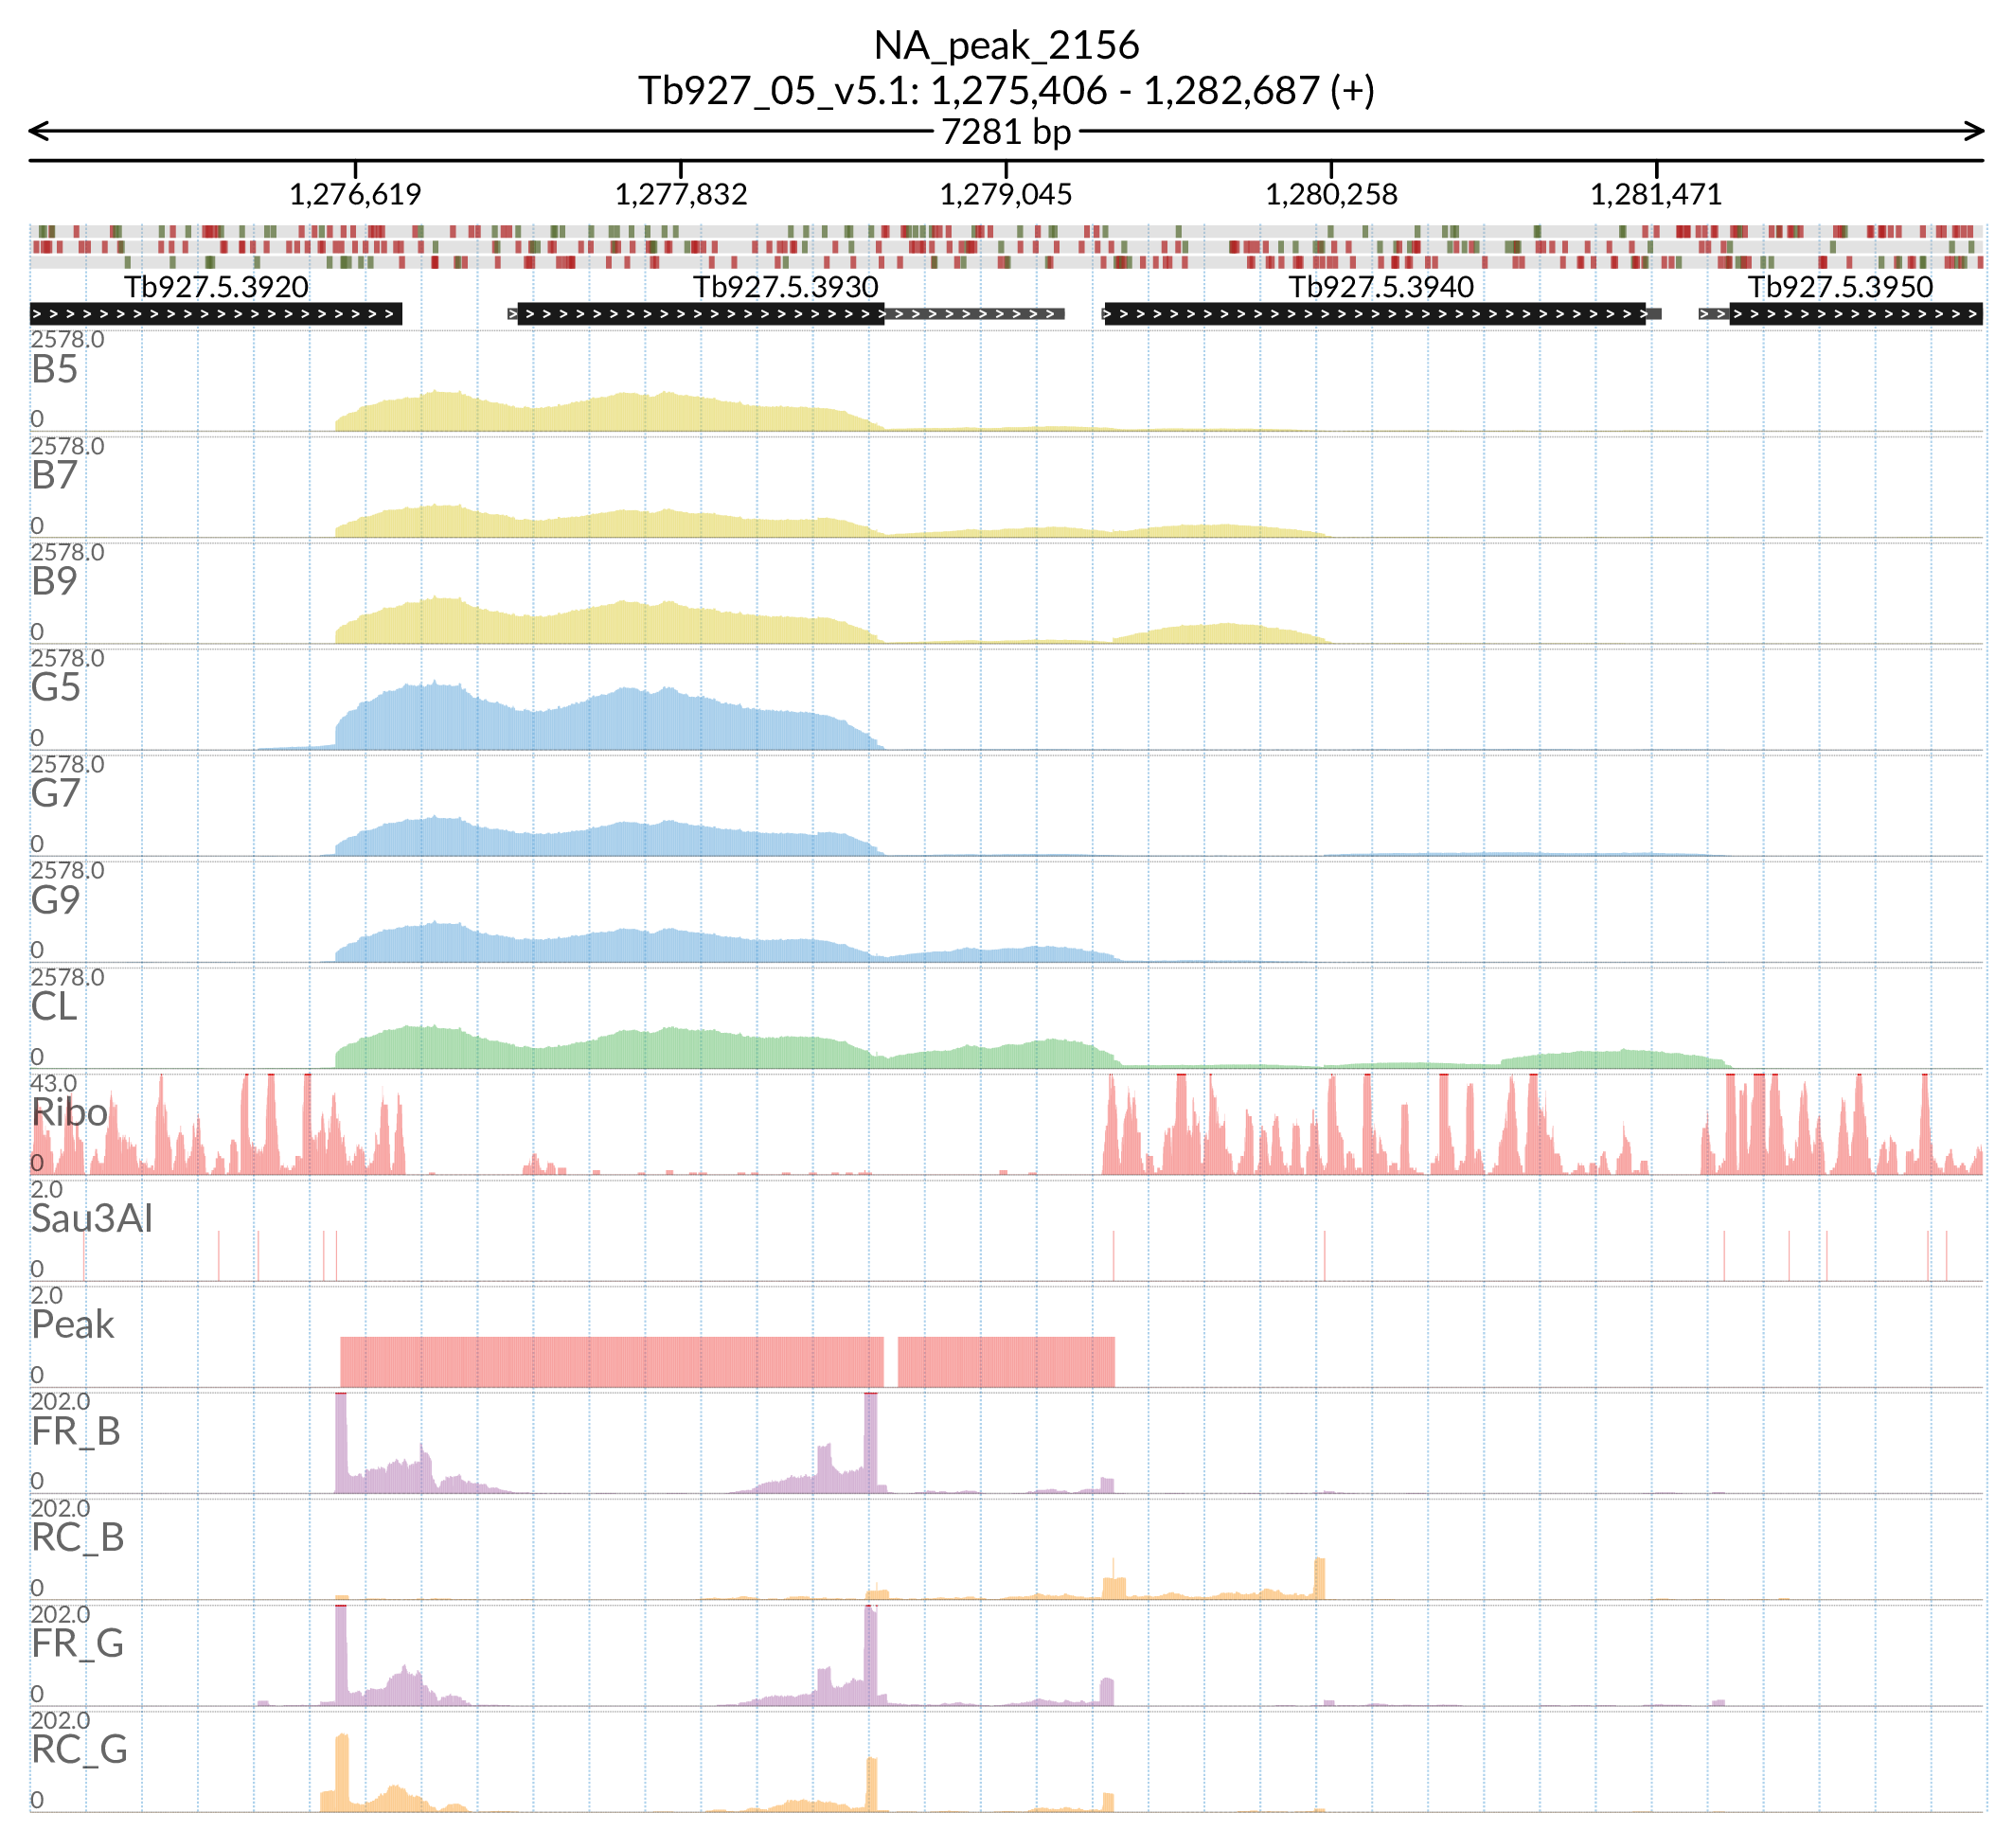 NA_peak_2156
Tb927_05_v5.1: 1,275,406 - 1,282,687 (+)
7281 bp
1,276,619 1,277,832 1,279,045 1,280,258 1,281,471
Tb927.5.3920 Tb927.5.3930 Tb927.5.3940 Tb927.5.3950
2578.0
B5
0
2578.0
B7
0
2578.0
B9
0
2578.0
G5
0
2578.0
G7
0
2578.0
G9
0
2578.0
CL
0
43.0
Ribo
0
2.0
Sau3AI
0
2.0
Peak
0
202.0
FR_B
0
202.0
RC_B
0
202.0
FR_G
0
202.0
RC_G
0